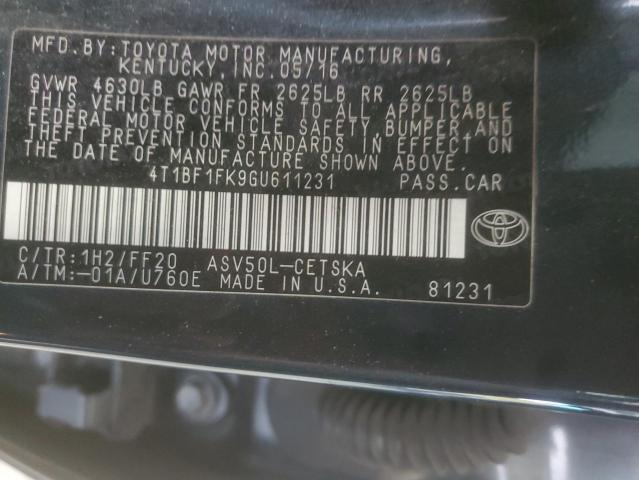 MFD. BY: TOYOTA MOTOR MANUFACTURING,
KENTUCKY, INC. 05/16
GVWR 4630LB GAWR FR 2625LB RR 2625LB
THIS VEHICLE CONFORMS TO ALL APPLICABLE
FEDERAL MOTOR VEHICLE SAFETY, BUMPER, AND
THEFT PREVENTION STANDARDS IN EFFECT ON
THE DATE OF MANUFACTURE SHOWN ABOVE.
4T1BF1FK9GU611231 PASS. CAR
C/TR: 1H2/FF20 ASV50L-CETSKA
A/TM: -01A/U760E MADE IN U.S.A. 81231